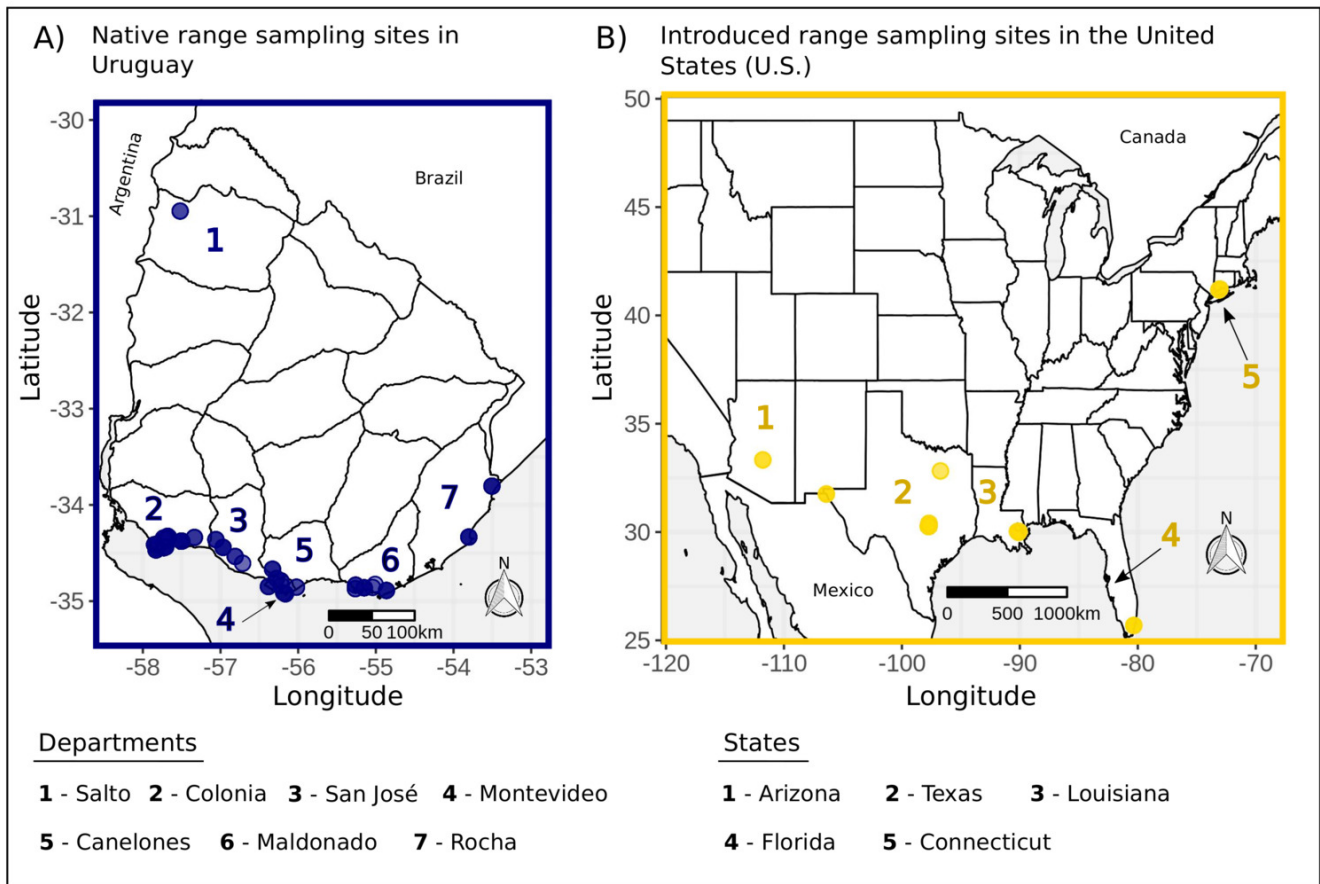 A) Native range sampling sites in
Uruguay
B) Introduced range sampling sites in the United
States (U.S.)
-30
-31
-32
-33
-34
-35
Latitude
Argentina
Brazil
1
2
3
4
5
6
7
N
0 50 100km
-58 -57 -56 -55 -54 -53
Longitude
50
45
40
35
30
25
Latitude
Canada
Mexico
1
2
3
4
5
N
0 500 1000km
-120 -110 -100 -90 -80 -70
Longitude
Departments
1 - Salto 2 - Colonia 3 - San José 4 - Montevideo
5 - Canelones 6 - Maldonado 7 - Rocha
States
1 - Arizona 2 - Texas 3 - Louisiana
4 - Florida 5 - Connecticut